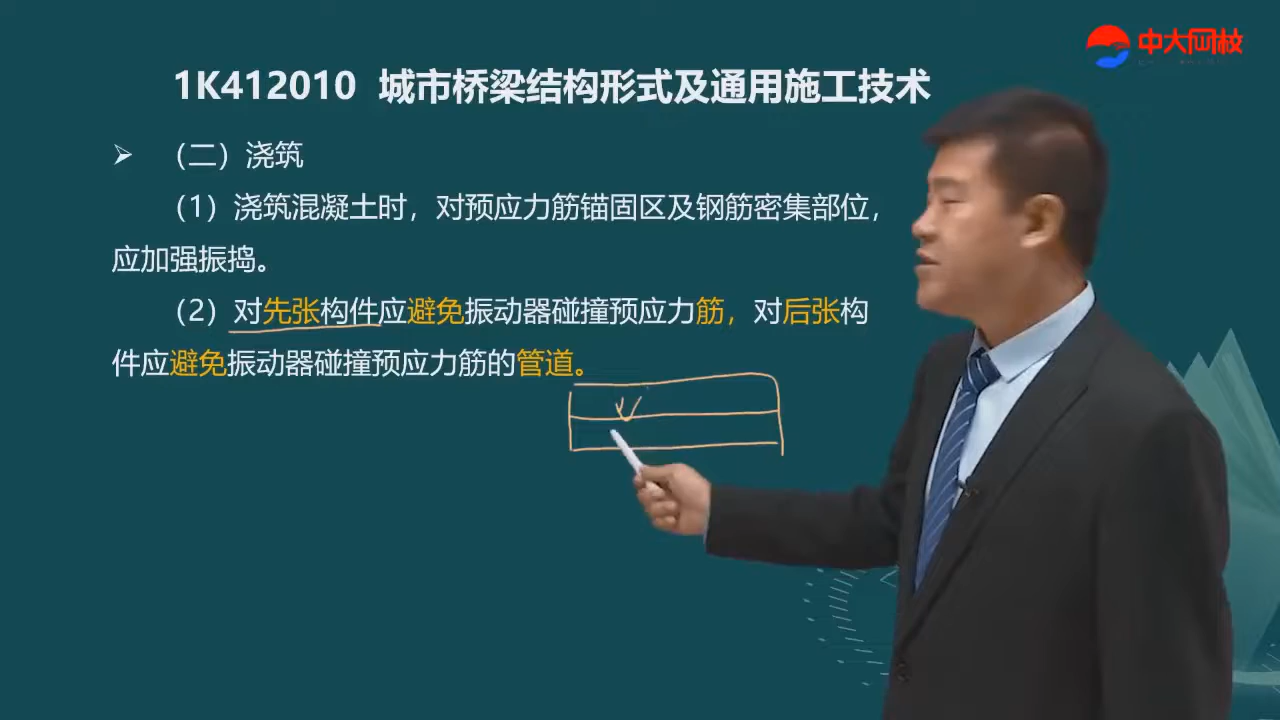 中大网校
1K412010 城市桥梁结构形式及通用施工技术
（二）浇筑
（1）浇筑混凝土时，对预应力筋锚固区及钢筋密集部位，
应加强振捣。
（2）对先张构件应避免振动器碰撞预应力筋，对后张构
件应避免振动器碰撞预应力筋的管道。